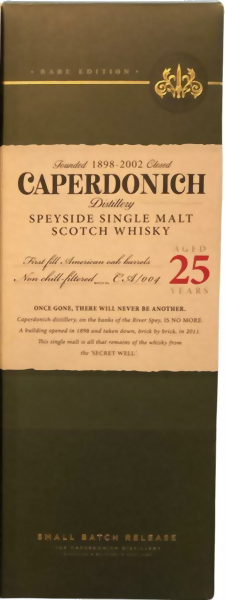 · RARE EDITION ·
Founded 1898-2002 Closed
CAPERDONICH
Distillery
SPEYSIDE SINGLE MALT
SCOTCH WHISKY
AGED
25
YEARS
First fill American oak barrels
Non chill-filtered CA/004
ONCE GONE, THERE WILL NEVER BE ANOTHER.
Caperdonich distillery, on the banks of the River Spey, IS NO MORE.
A building opened in 1898 and taken down, brick by brick, in 2011
This single malt is all that remains of the whisky from
the 'SECRET WELL'
SMALL BATCH RELEASE
THE CAPERDONICH DISTILLERY